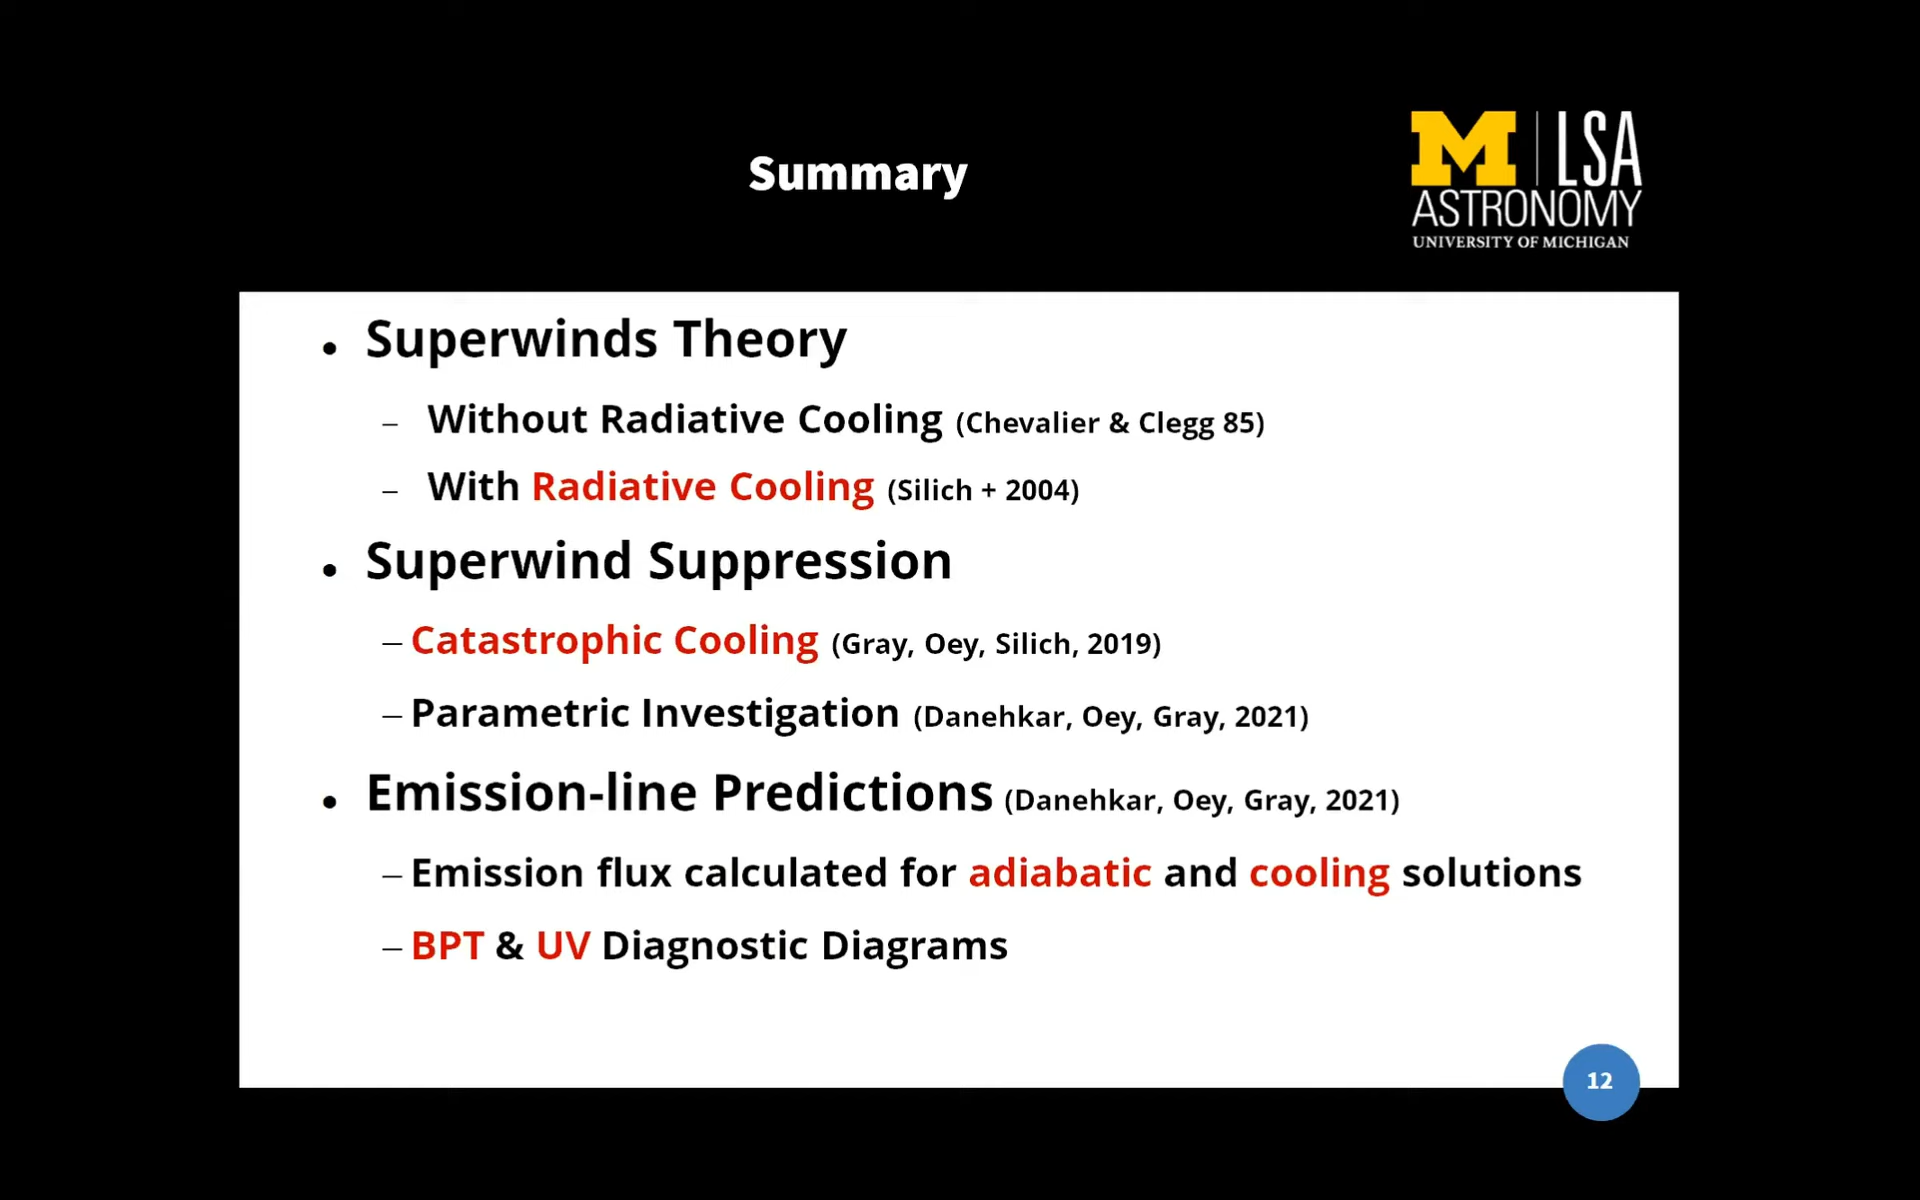 Summary
M | LSA
ASTRONOMY
UNIVERSITY OF MICHIGAN
• Superwinds Theory
– Without Radiative Cooling (Chevalier & Clegg 85)
– With Radiative Cooling (Silich + 2004)
• Superwind Suppression
– Catastrophic Cooling (Gray, Oey, Silich, 2019)
– Parametric Investigation (Danehkar, Oey, Gray, 2021)
• Emission-line Predictions (Danehkar, Oey, Gray, 2021)
– Emission flux calculated for adiabatic and cooling solutions
– BPT & UV Diagnostic Diagrams
12